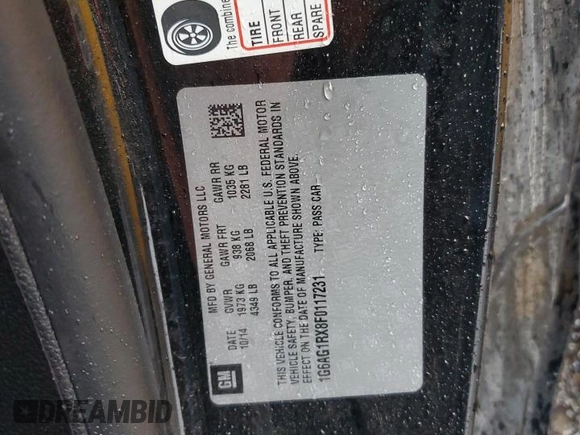 The combine
TIRE
FRONT
REAR
SPARE
GM
MFD BY GENERAL MOTORS LLC
DATE GVWR GAWR FRT GAWR RR
10/14 1973 KG 938 KG 1035 KG
4349 LB 2068 LB 2281 LB
THIS VEHICLE CONFORMS TO ALL APPLICABLE U.S. FEDERAL MOTOR
VEHICLE SAFETY, BUMPER, AND THEFT PREVENTION STANDARDS IN
EFFECT ON THE DATE OF MANUFACTURE SHOWN ABOVE.
1G6AG1RX8F0117231 TYPE: PASS CAR
DREAMBID